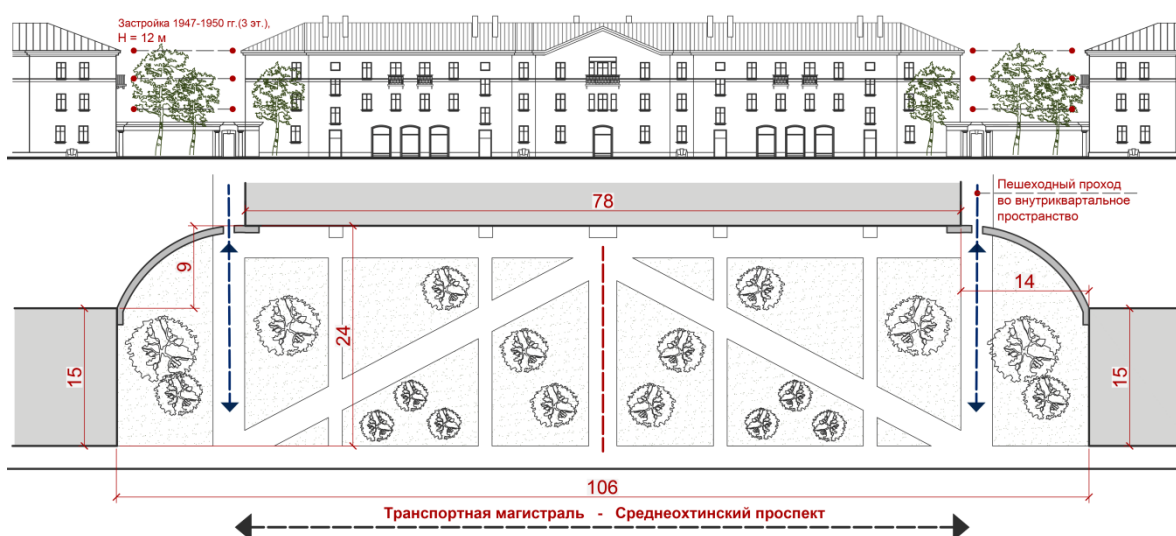 Застройка 1947-1950 гг.(3 эт.),
H = 12 м
Пешеходный проход
во внутриквартальное
пространство
78
9
14
24
15
15
106
Транспортная магистраль - Среднеохтинский проспект